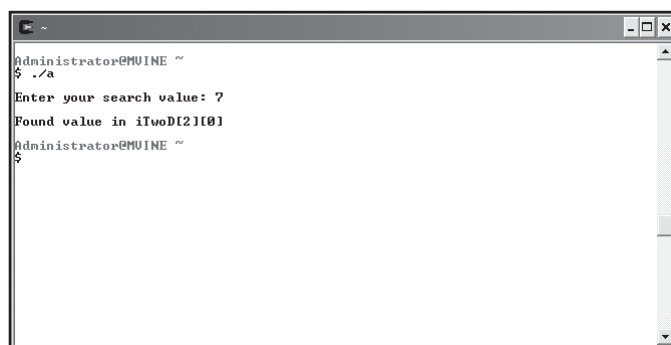 ~
Administrator@MVINE ~
$ ./a
Enter your search value: 7
Found value in iTwoD[2][0]
Administrator@MVINE ~
$